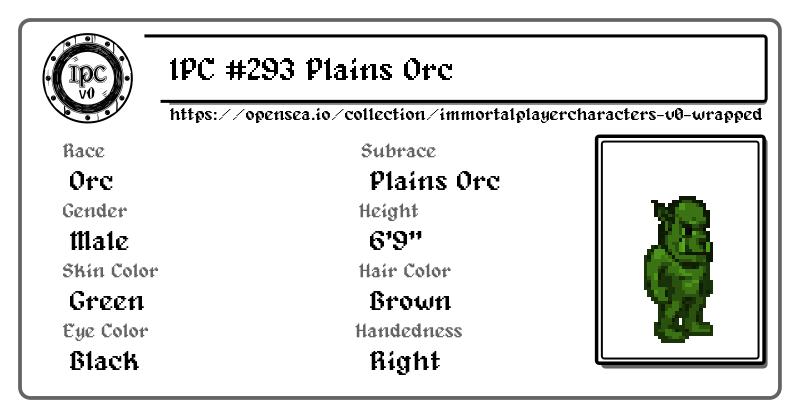 IPC
v0
IPC #293 Plains Orc
https://opensea.io/collection/immortalplayercharacters-v0-wrapped
Race
Subrace
Orc
Plains Orc
Gender
Height
Male
6'9"
Skin Color
Hair Color
Green
Brown
Eye Color
Handedness
Black
Right